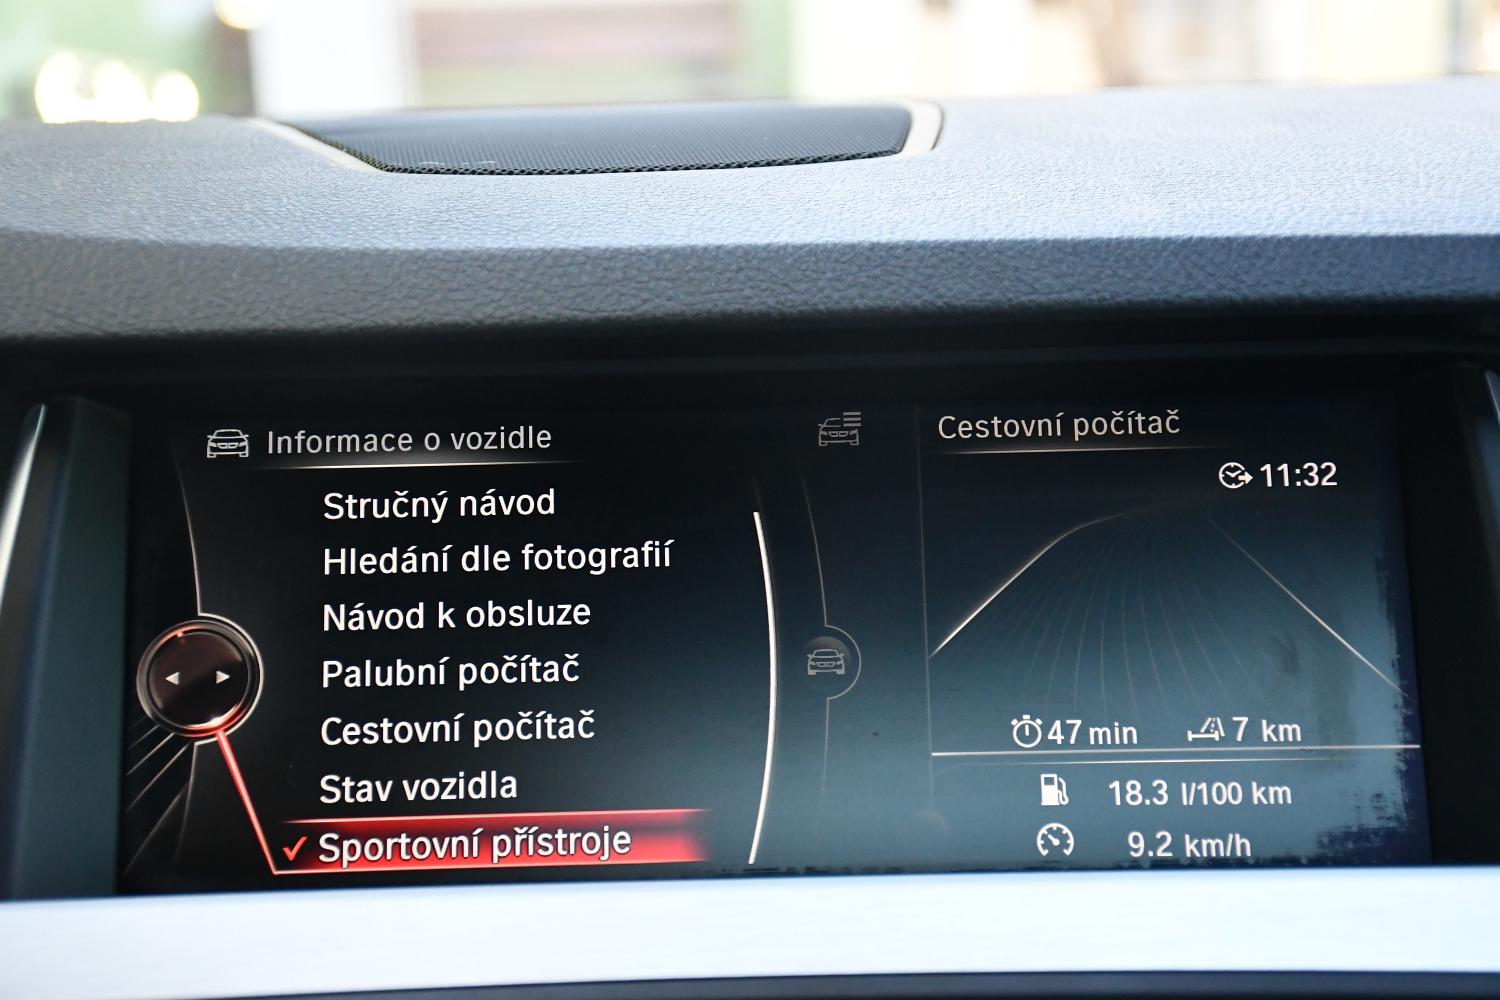 Informace o vozidle
Stručný návod
Hledání dle fotografií
Návod k obsluze
Palubní počítač
Cestovní počítač
Stav vozidla
✓ Sportovní přístroje
Cestovní počítač
11:32
47 min 7 km
18.3 l/100 km
9.2 km/h